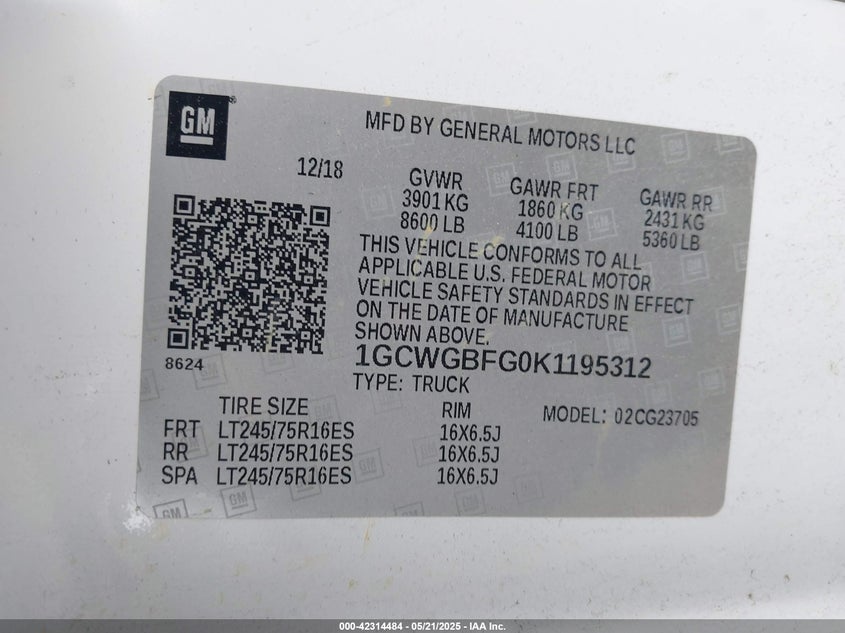 GM
MFD BY GENERAL MOTORS LLC
12/18
GVWR GAWR FRT GAWR RR
3901 KG 1860 KG 2431 KG
8600 LB 4100 LB 5360 LB
THIS VEHICLE CONFORMS TO ALL
APPLICABLE U.S. FEDERAL MOTOR
VEHICLE SAFETY STANDARDS IN EFFECT
ON THE DATE OF MANUFACTURE
SHOWN ABOVE.
8624
1GCWGBFG0K1195312
TYPE: TRUCK
TIRE SIZE RIM MODEL: 02CG23705
FRT LT245/75R16ES 16X6.5J
RR LT245/75R16ES 16X6.5J
SPA LT245/75R16ES 16X6.5J
GM
GM
000-42314484 - 05/21/2025 - IAA Inc.